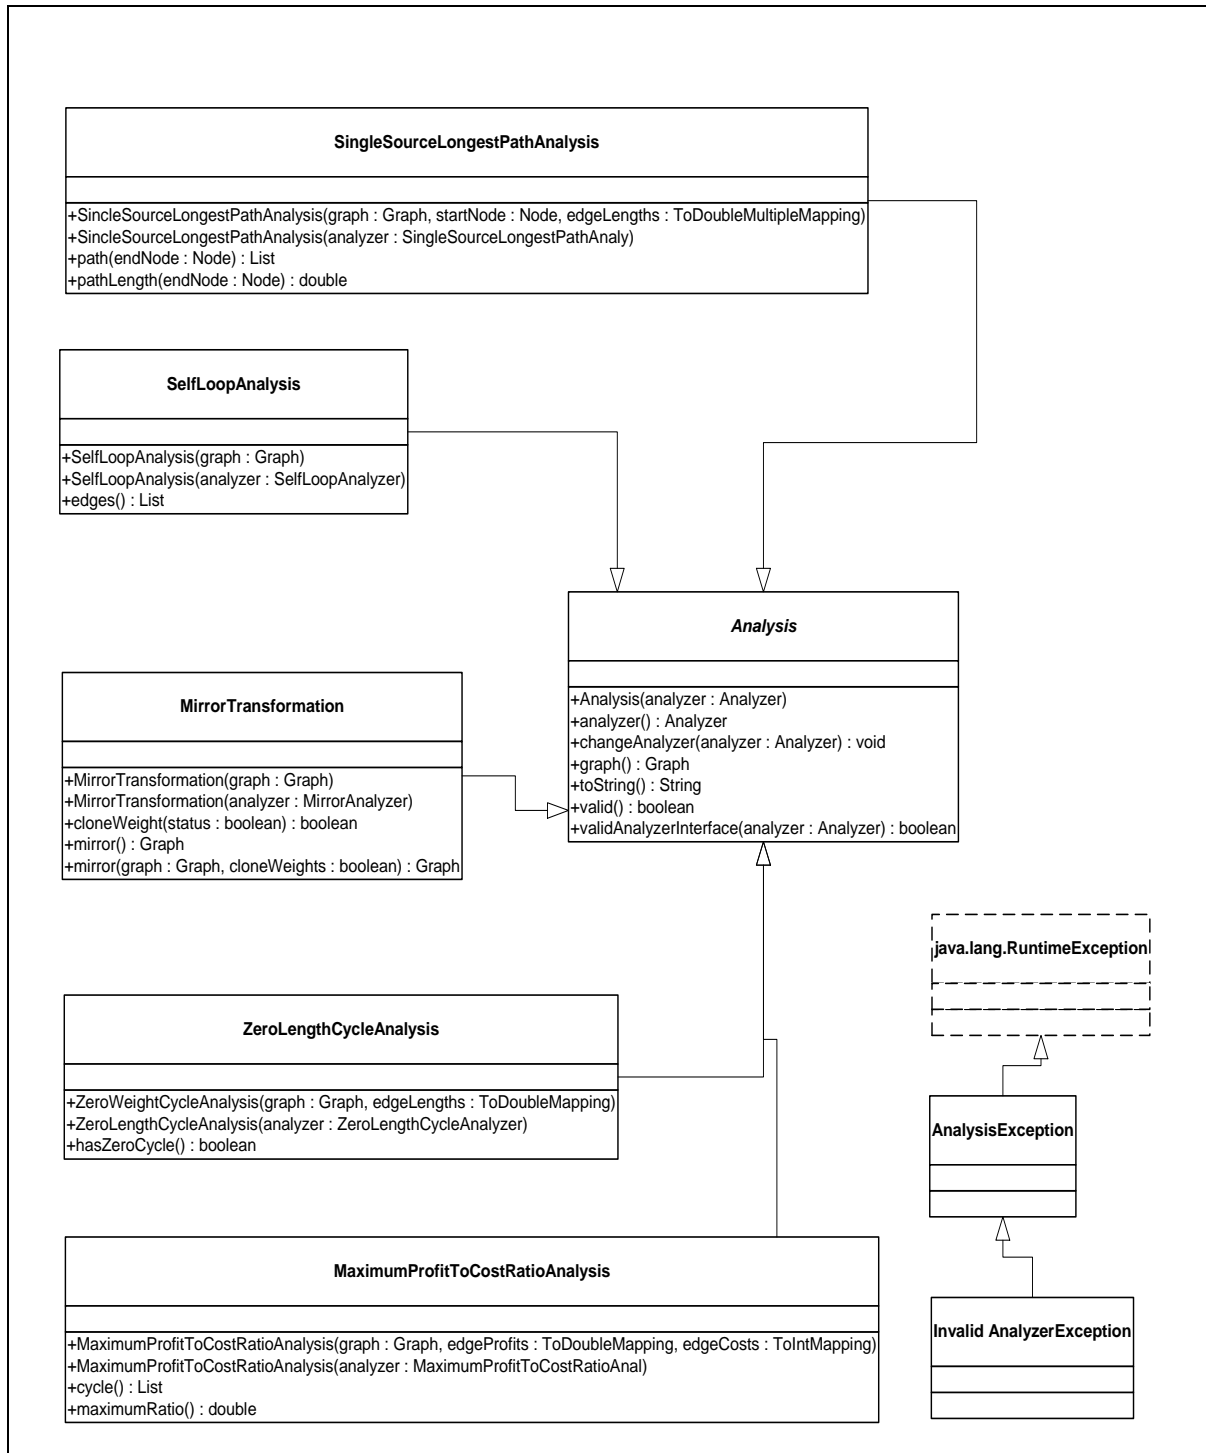 SingleSourceLongestPathAnalysis
+SincleSourceLongestPathAnalysis(graph : Graph, startNode : Node, edgeLengths : ToDoubleMultipleMapping)
+SincleSourceLongestPathAnalysis(analyzer : SingleSourceLongestPathAnaly)
+path(endNode : Node) : List
+pathLength(endNode : Node) : double
SelfLoopAnalysis
+SelfLoopAnalysis(graph : Graph)
+SelfLoopAnalysis(analyzer : SelfLoopAnalyzer)
+edges() : List
Analysis
+Analysis(analyzer : Analyzer)
+analyzer() : Analyzer
+changeAnalyzer(analyzer : Analyzer) : void
+graph() : Graph
+toString() : String
+valid() : boolean
+validAnalyzerInterface(analyzer : Analyzer) : boolean
MirrorTransformation
+MirrorTransformation(graph : Graph)
+MirrorTransformation(analyzer : MirrorAnalyzer)
+cloneWeight(status : boolean) : boolean
+mirror() : Graph
+mirror(graph : Graph, cloneWeights : boolean) : Graph
java.lang.RuntimeException
ZeroLengthCycleAnalysis
+ZeroWeightCycleAnalysis(graph : Graph, edgeLengths : ToDoubleMapping)
+ZeroLengthCycleAnalysis(analyzer : ZeroLengthCycleAnalyzer)
+hasZeroCycle() : boolean
AnalysisException
MaximumProfitToCostRatioAnalysis
+MaximumProfitToCostRatioAnalysis(graph : Graph, edgeProfits : ToDoubleMapping, edgeCosts : ToIntMapping)
+MaximumProfitToCostRatioAnalysis(analyzer : MaximumProfitToCostRatioAnal)
+cycle() : List
+maximumRatio() : double
Invalid AnalyzerException